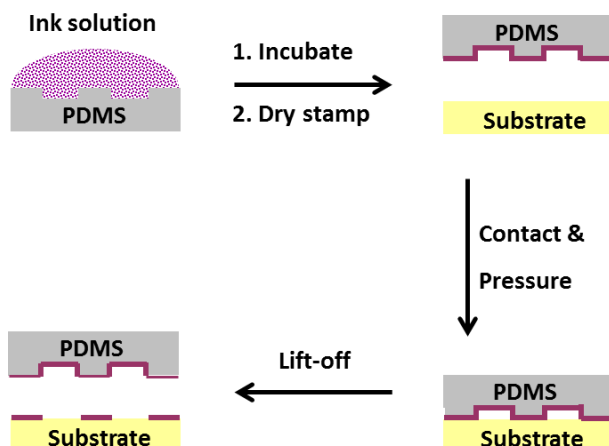 Ink solution
PDMS
1. Incubate
2. Dry stamp
PDMS
Substrate
Contact &
Pressure
PDMS
Substrate
Lift-off
PDMS
Substrate